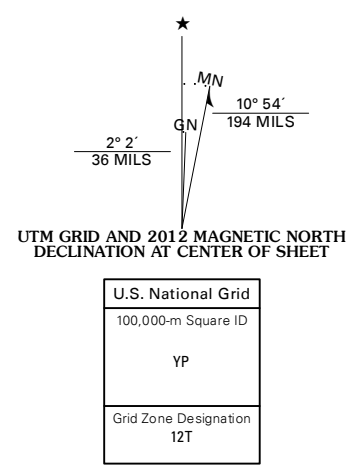 ★
MN
10° 54´
194 MILS
GN
2° 2´
36 MILS
UTM GRID AND 2012 MAGNETIC NORTH
DECLINATION AT CENTER OF SHEET
U.S. National Grid
100,000-m Square ID
YP
Grid Zone Designation
12T